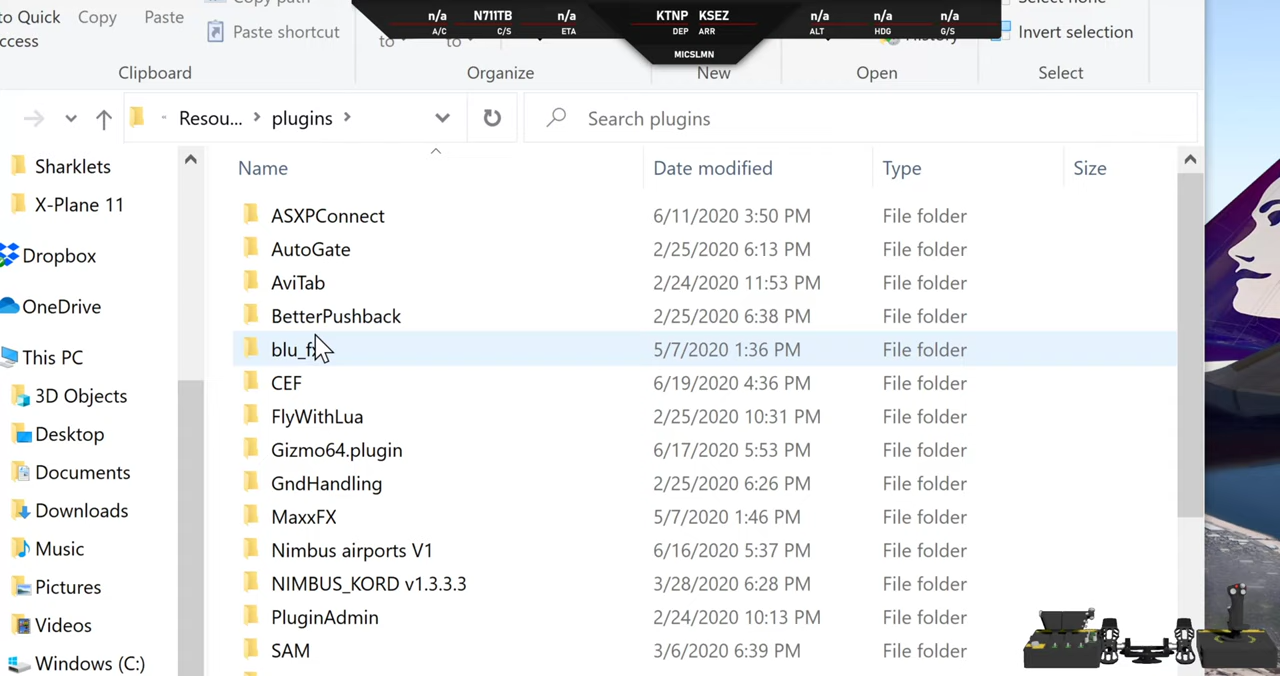 to Quick
ccess
Copy
Paste
Copy path
Paste shortcut
Clipboard
to
to
Organize
New
History
Open
Select none
Invert selection
Select
n/a
A/C
N711TB
C/S
n/a
ETA
KTNP KSEZ
DEP ARR
MICSLMN
n/a
ALT
n/a
HDG
n/a
G/S
Resou... > plugins >
Search plugins
Sharklets
X-Plane 11
Dropbox
OneDrive
This PC
3D Objects
Desktop
Documents
Downloads
Music
Pictures
Videos
Windows (C:)
Name Date modified Type Size
ASXPConnect 6/11/2020 3:50 PM File folder
AutoGate 2/25/2020 6:13 PM File folder
AviTab 2/24/2020 11:53 PM File folder
BetterPushback 2/25/2020 6:38 PM File folder
blu_fx 5/7/2020 1:36 PM File folder
CEF 6/19/2020 4:36 PM File folder
FlyWithLua 2/25/2020 10:31 PM File folder
Gizmo64.plugin 6/17/2020 5:53 PM File folder
GndHandling 2/25/2020 6:26 PM File folder
MaxxFX 5/7/2020 1:46 PM File folder
Nimbus airports V1 6/16/2020 5:37 PM File folder
NIMBUS_KORD v1.3.3.3 3/28/2020 6:28 PM File folder
PluginAdmin 2/24/2020 10:13 PM File folder
SAM 3/6/2020 6:39 PM File folder